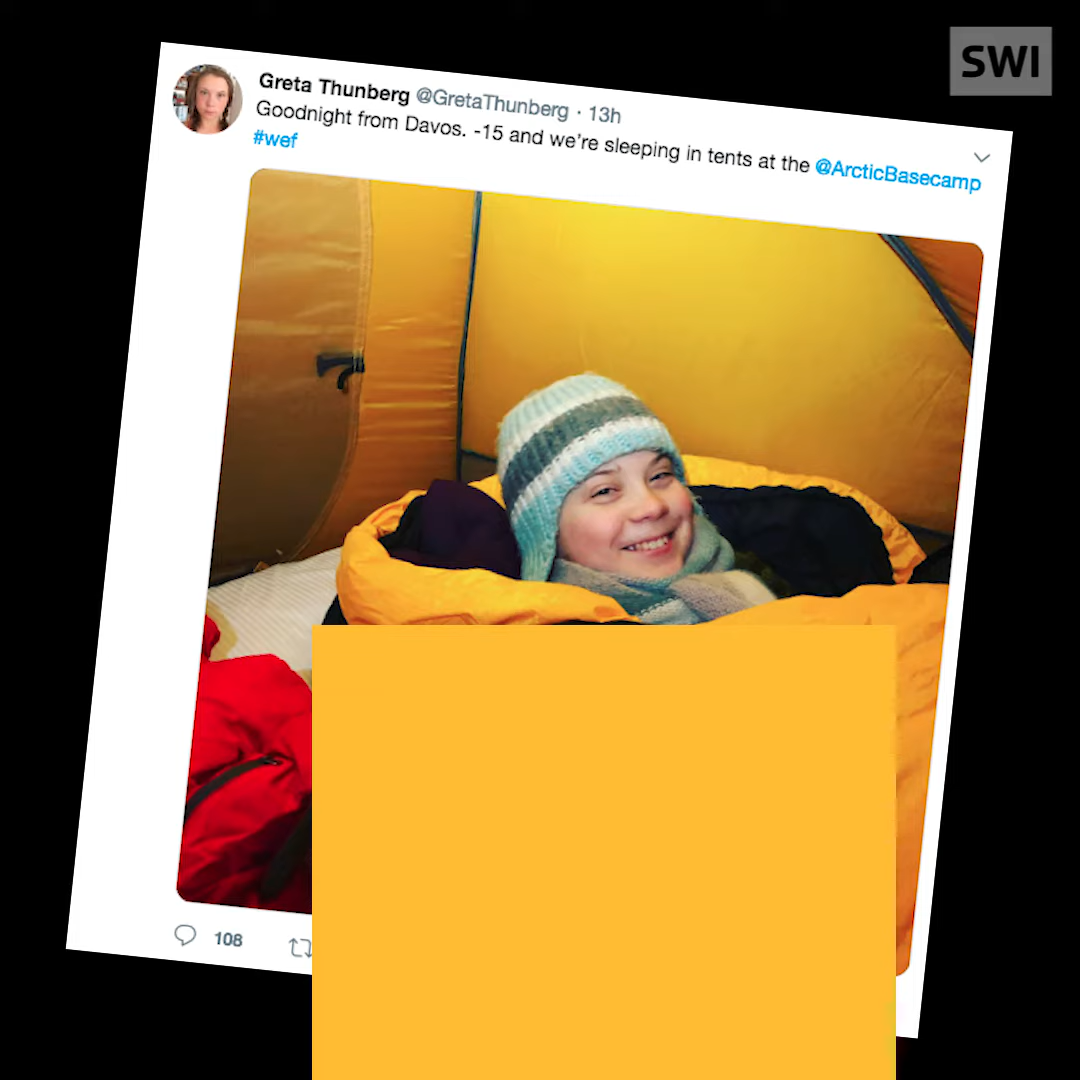 SWI
Greta Thunberg @GretaThunberg · 13h
Goodnight from Davos. -15 and we're sleeping in tents at the @ArcticBasecamp
#wef
108